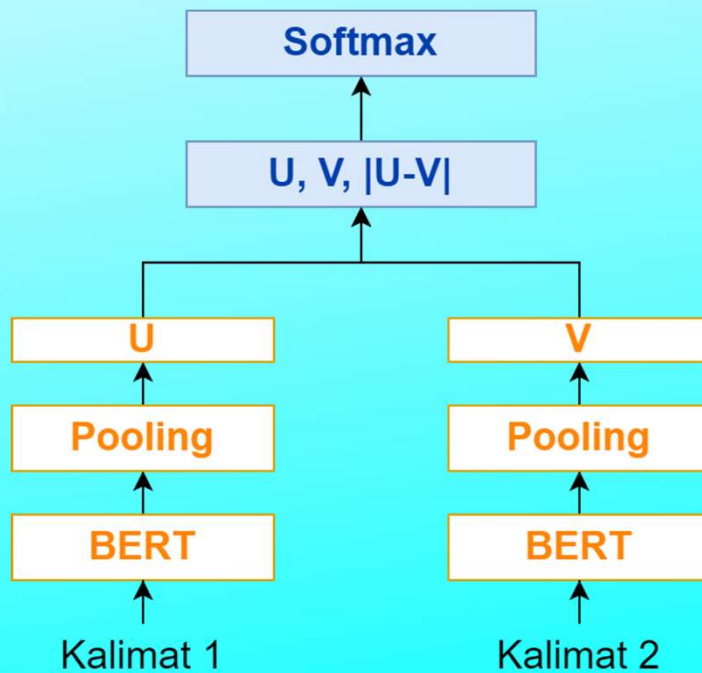 Softmax
U, V, |U-V|
U
V
Pooling
Pooling
BERT
BERT
Kalimat 1
Kalimat 2